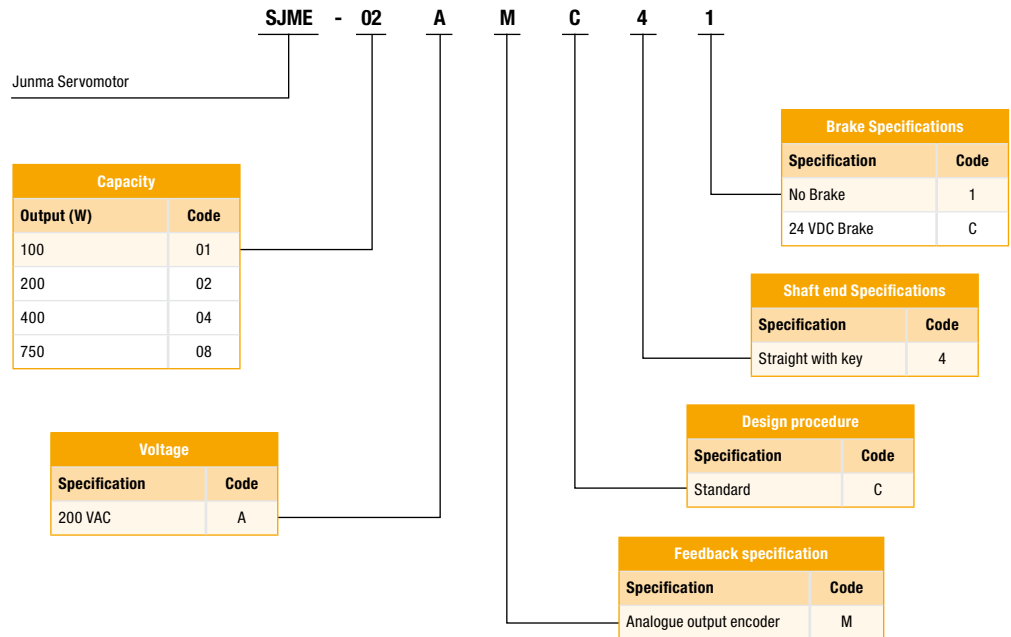 SJME - 02 A M C 4 1
Junma Servomotor
Capacity
Output (W) Code
100 01
200 02
400 04
750 08
Voltage
Specification Code
200 VAC A
Brake Specifications
Specification Code
No Brake 1
24 VDC Brake C
Shaft end Specifications
Specification Code
Straight with key 4
Design procedure
Specification Code
Standard C
Feedback specification
Specification Code
Analogue output encoder M